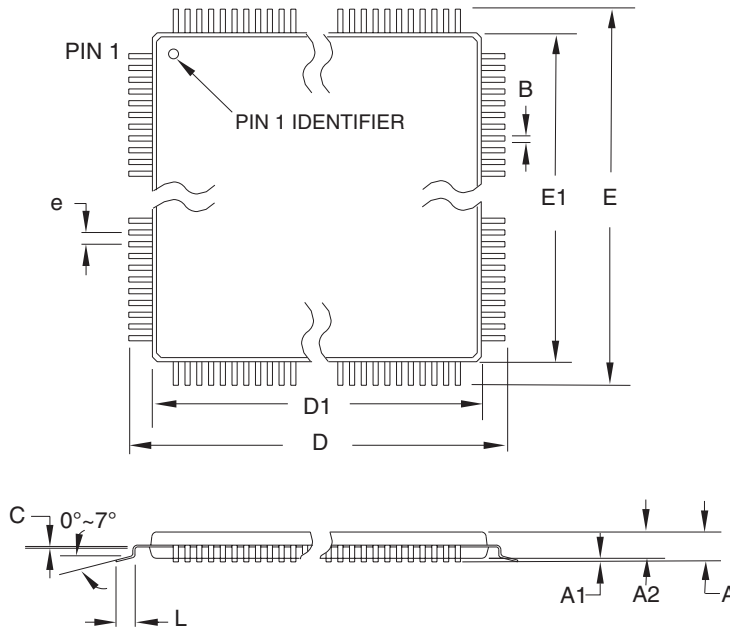 PIN 1
PIN 1 IDENTIFIER
B
e
E1
E
D1
D
C
0°~7°
L
A1
A2
A